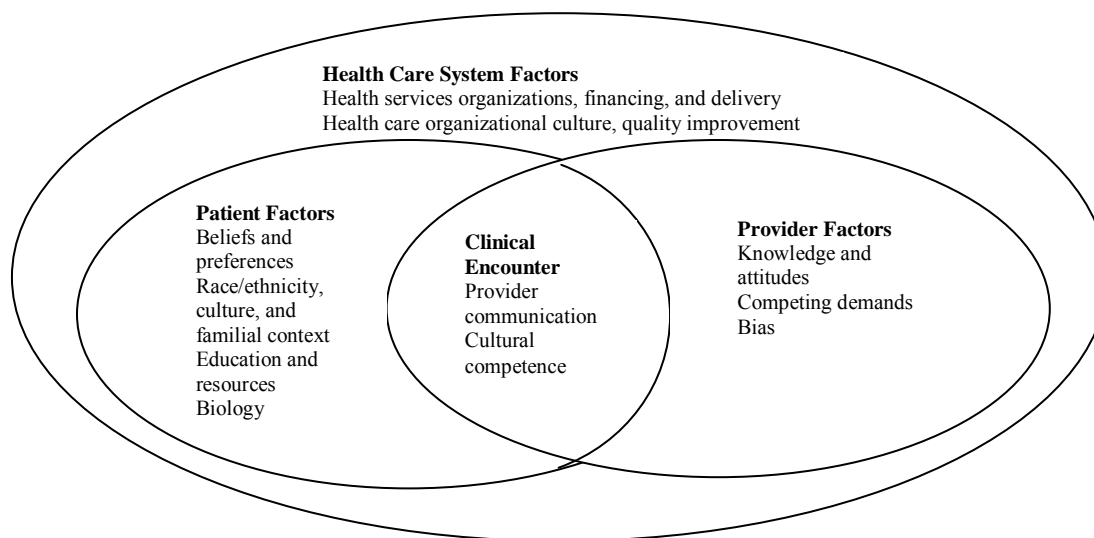 Health Care System Factors
Health services organizations, financing, and delivery
Health care organizational culture, quality improvement
Patient Factors
Beliefs and
preferences
Race/ethnicity,
culture, and
familial context
Education and
resources
Biology
Clinical
Encounter
Provider
communication
Cultural
competence
Provider Factors
Knowledge and
attitudes
Competing demands
Bias